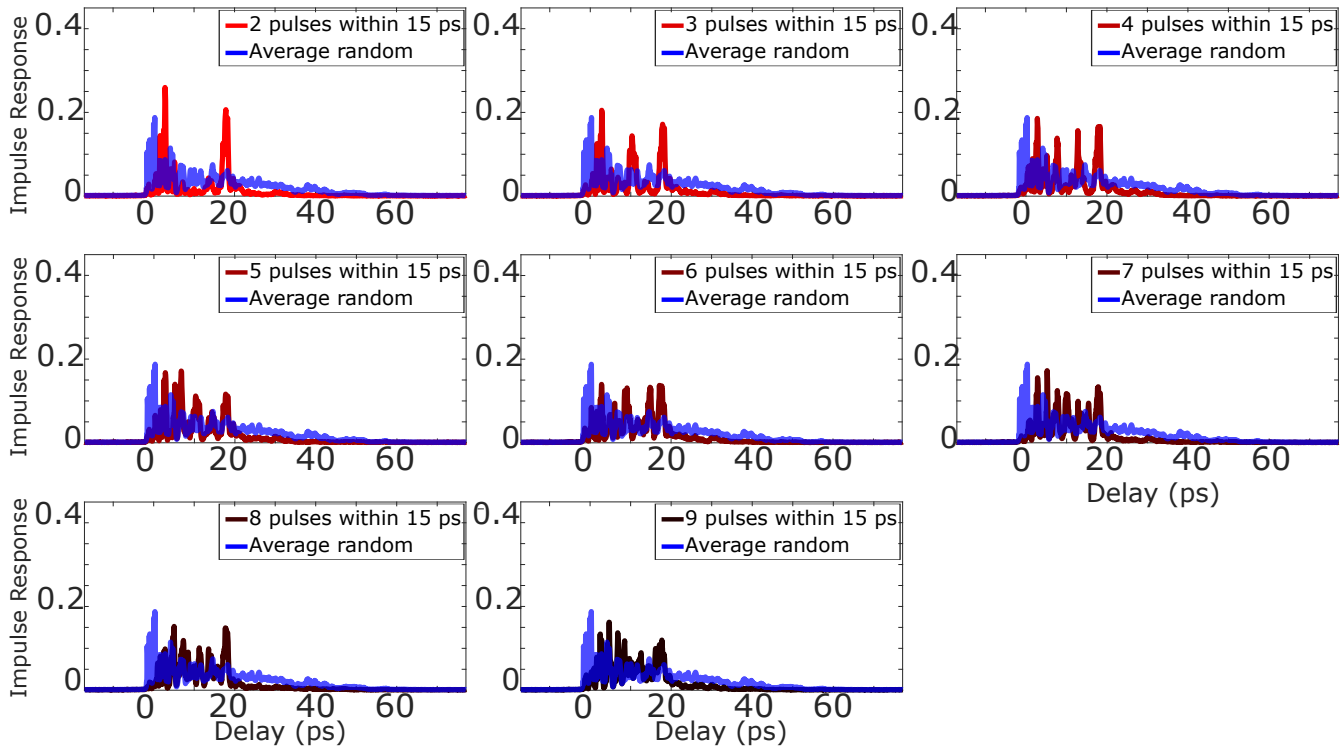 Impulse Response
0.4
0.2
0
2 pulses within 15 ps
Average random
0 20 40 60
0.4
0.2
0
3 pulses within 15 ps
Average random
0 20 40 60
0.4
0.2
0
4 pulses within 15 ps
Average random
0 20 40 60
Impulse Response
0.4
0.2
0
5 pulses within 15 ps
Average random
0 20 40 60
0.4
0.2
0
6 pulses within 15 ps
Average random
0 20 40 60
0.4
0.2
0
7 pulses within 15 ps
Average random
0 20 40 60
Delay (ps)
Impulse Response
0.4
0.2
0
8 pulses within 15 ps
Average random
0 20 40 60
Delay (ps)
0.4
0.2
0
9 pulses within 15 ps
Average random
0 20 40 60
Delay (ps)